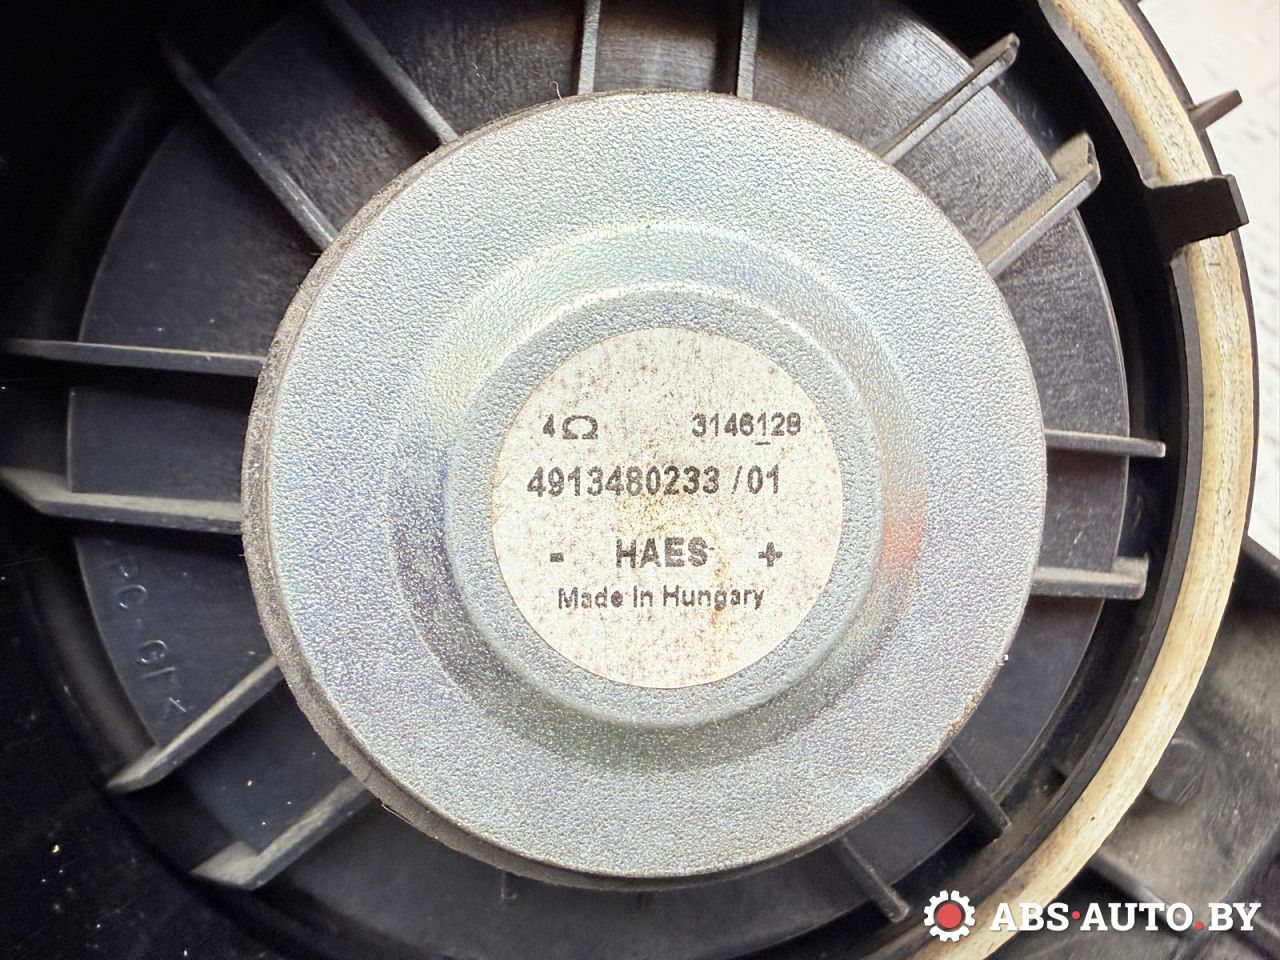 4Ω 3146128
4913480233 /01
- HAES +
Made In Hungary
ABS·AUTO.BY